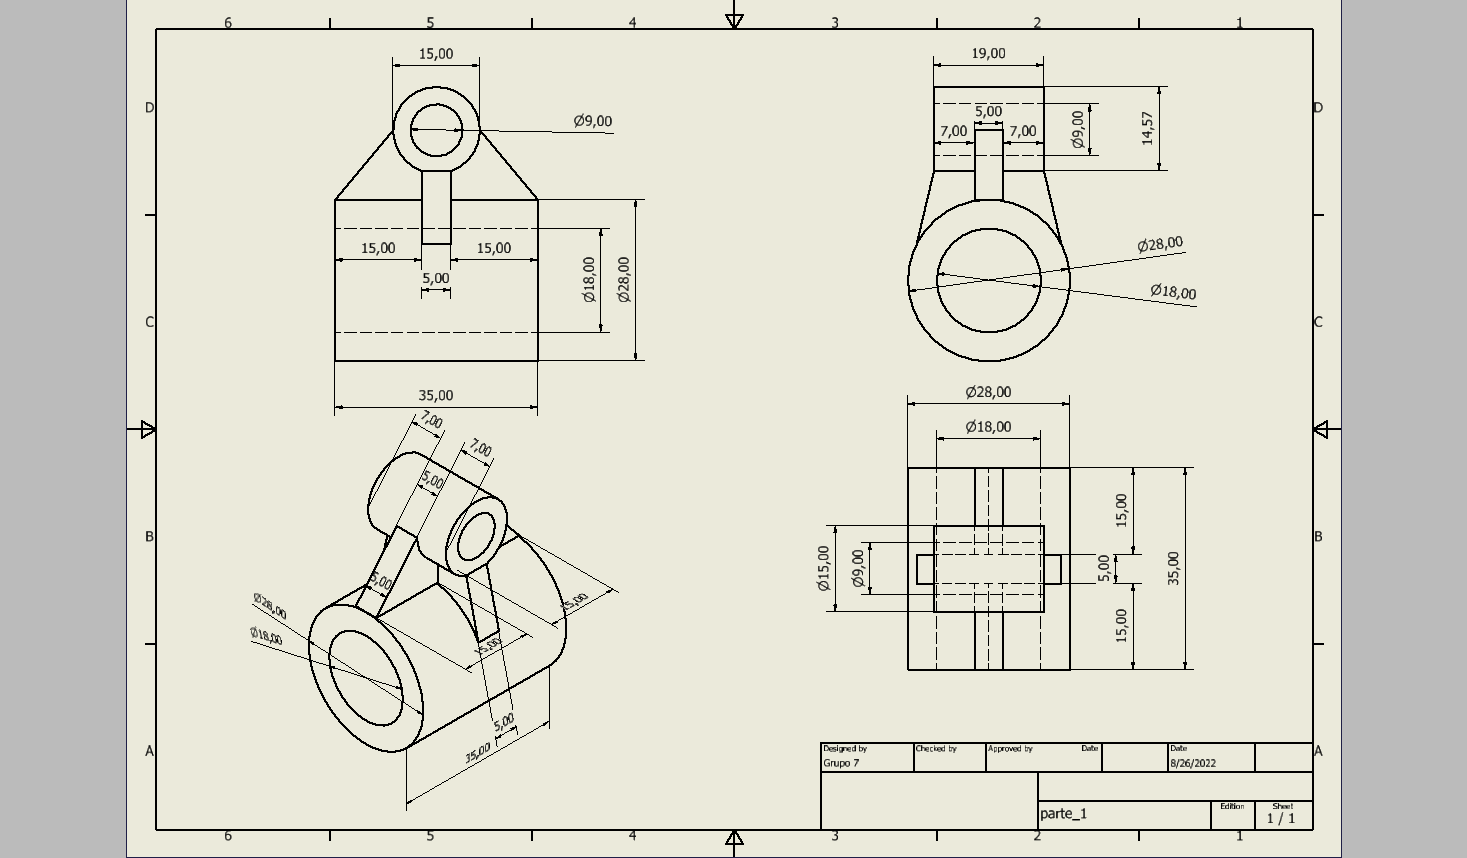 6 5 4 3 2 1
15,00
19,00
D
D
Ø9,00
5,00
7,00 7,00
Ø9,00
14,57
15,00 15,00
5,00
Ø18,00
Ø28,00
Ø28,00
Ø18,00
C
C
35,00
Ø28,00
Ø18,00
7,00
7,00
5,00
5,00
Ø28,00
Ø18,00
15,00
15,00
5,00
35,00
B
B
15,00
Ø15,00
Ø9,00
5,00
35,00
15,00
A
A
Designed by Checked by Approved by Date Date
Grupo 7 8/26/2022
Edition Sheet
parte_1 1 / 1
6 5 4 3 2 1